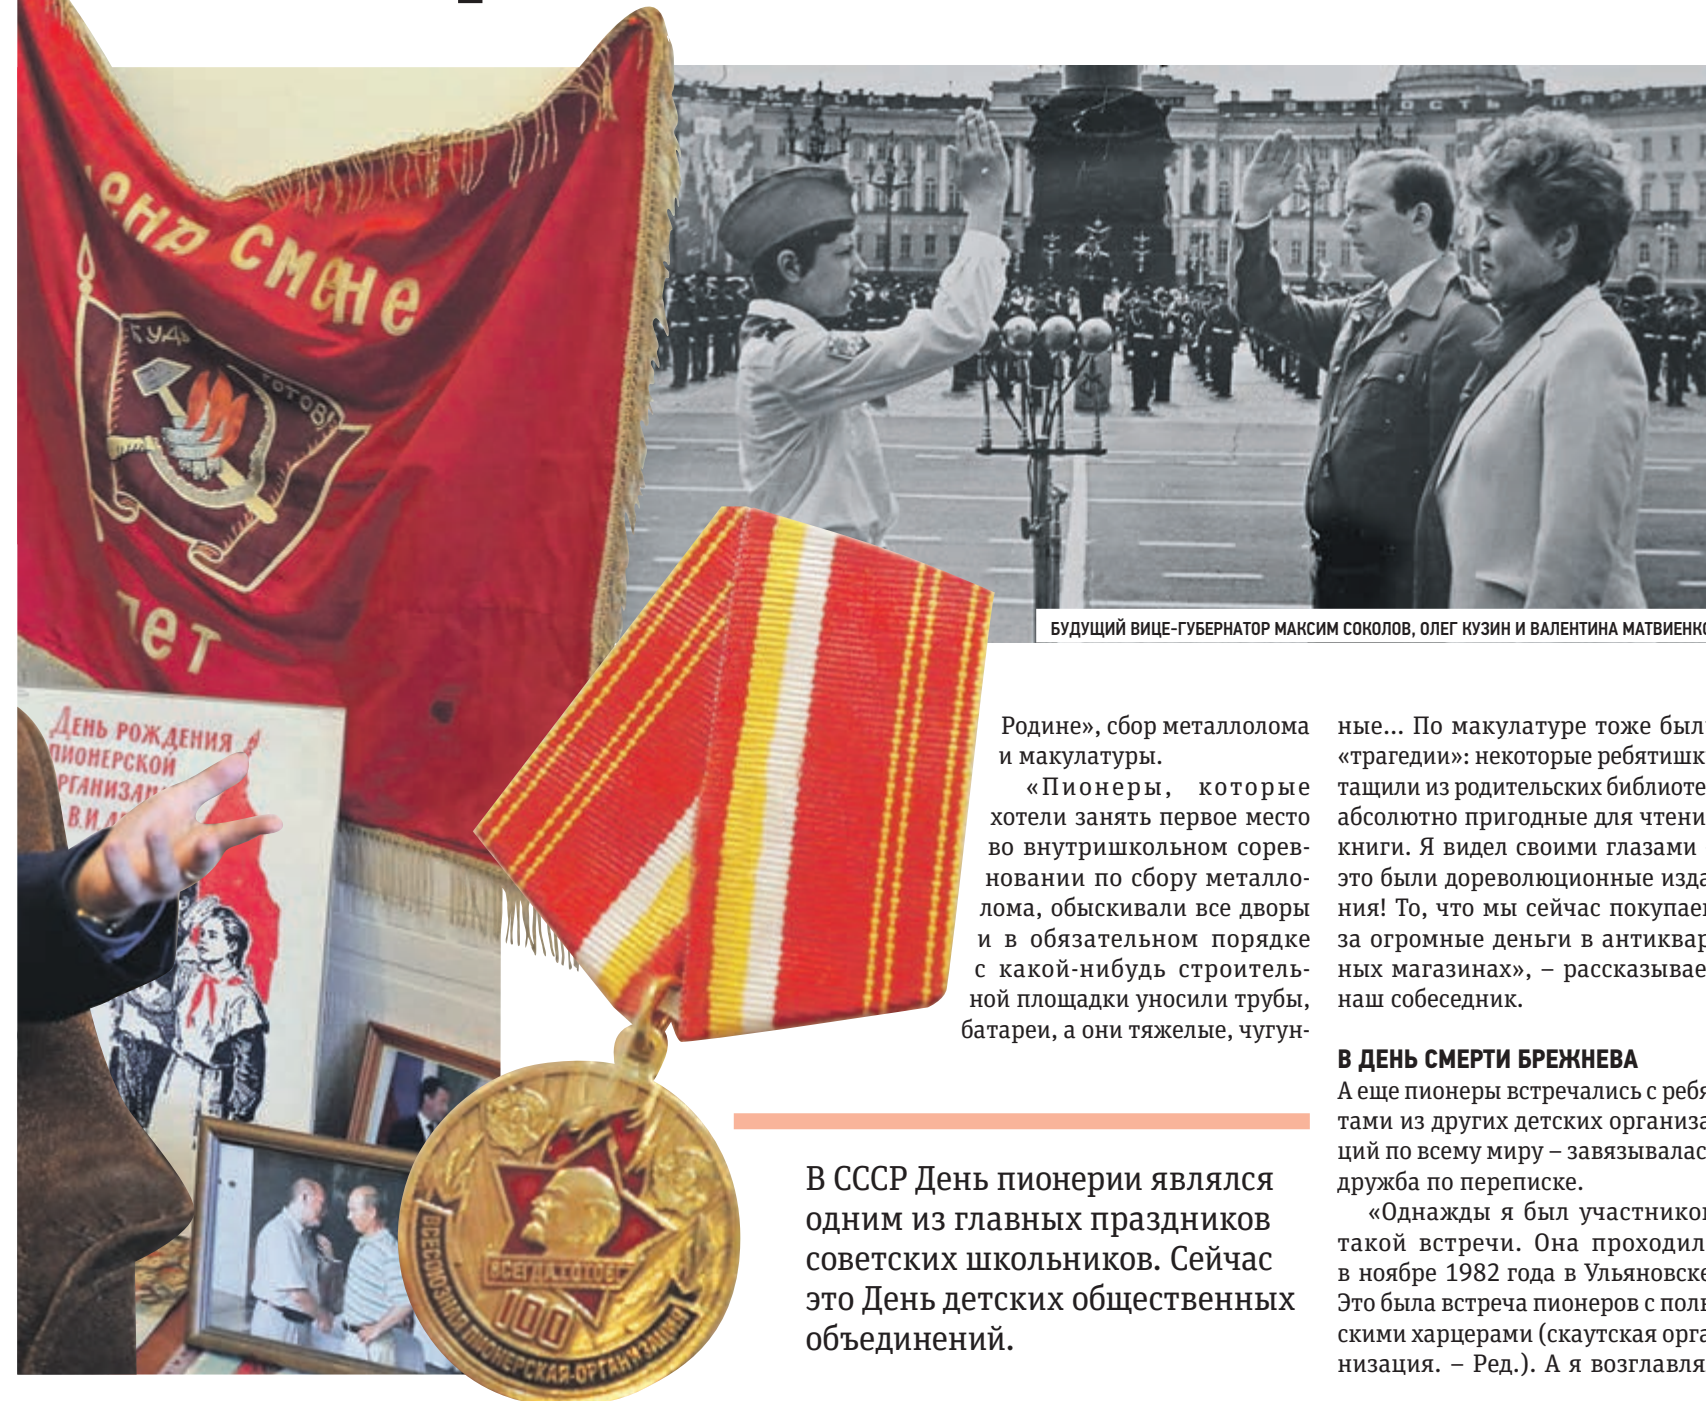 СМЕНЕ
БУДЬ
ГОТОВ!
лет
ДЕНЬ РОЖДЕНИЯ
ПИОНЕРСКОЙ
В.И.
БУДУЩИЙ ВИЦЕ-ГУБЕРНАТОР МАКСИМ СОКОЛОВ, ОЛЕГ КУЗИН И ВАЛЕНТИНА МАТВИЕНКО
Родине», сбор металлолома
и макулатуры.
«Пионеры, которые
хотели занять первое место
во внутришкольном сорев-
новании по сбору металло-
лома, обыскивали все дворы
и в обязательном порядке
с какой-нибудь строитель-
ной площадки уносили трубы,
батареи, а они тяжелые, чугун-
ные... По макулатуре тоже был
«трагедии»: некоторые ребятишк
тащили из родительских библиоте
абсолютно пригодные для чтени
книги. Я видел своими глазами
это были дореволюционные изда
ния! То, что мы сейчас покупаем
за огромные деньги в антиквар
ных магазинах», – рассказывае
наш собеседник.
В ДЕНЬ СМЕРТИ БРЕЖНЕВА
А еще пионеры встречались с ребя
тами из других детских организа
ций по всему миру – завязывалас
дружба по переписке.
«Однажды я был участником
такой встречи. Она проходил
в ноябре 1982 года в Ульяновске
Это была встреча пионеров с поль
скими харцерами (скаутская орга
низация. – Ред.). А я возглавля
В СССР День пионерии являлся
одним из главных праздников
советских школьников. Сейчас
это День детских общественных
объединений.
ВСЕГДА ГОТОВ!
100
ВСЕСОЮЗНАЯ ПИОНЕРСКАЯ ОРГАНИЗАЦИЯ